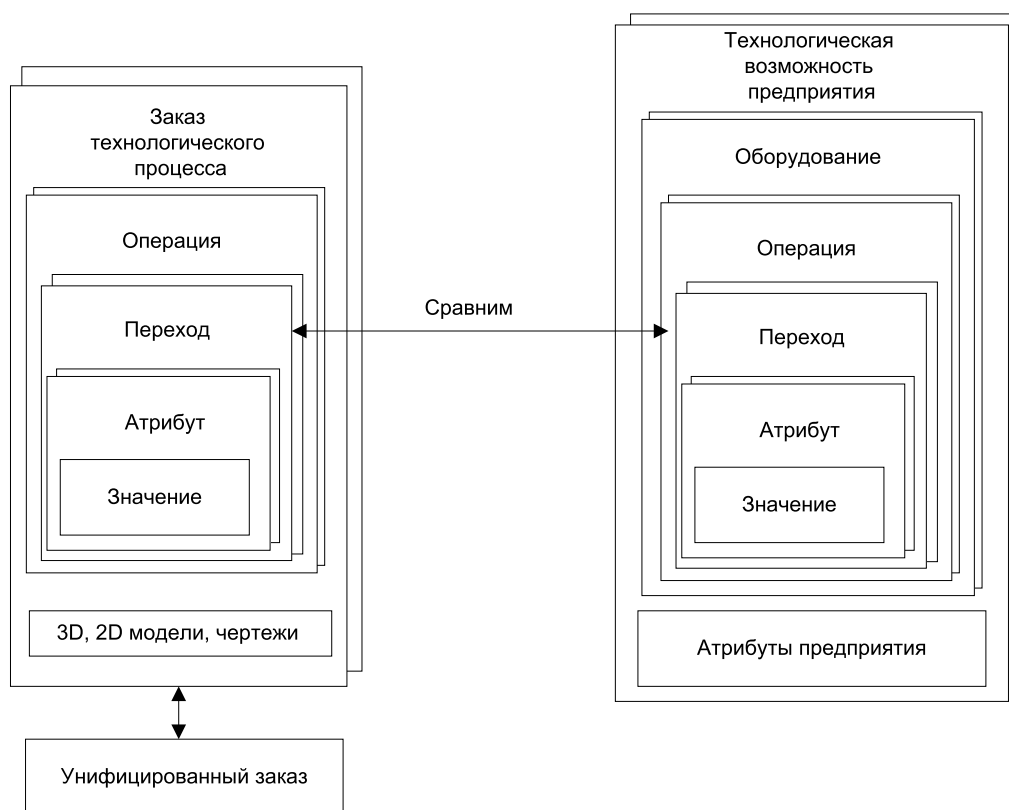 Заказ
технологического
процесса
Операция
Переход
Атрибут
Значение
3D, 2D модели, чертежи
Унифицированный заказ
Сравним
Технологическая
возможность
предприятия
Оборудование
Операция
Переход
Атрибут
Значение
Атрибуты предприятия